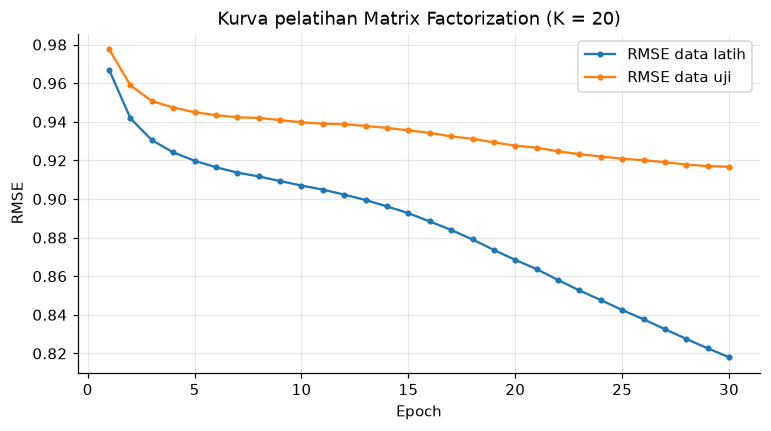 Kurva pelatihan Matrix Factorization (K = 20)
RMSE data latih
RMSE data uji
0.98
0.96
0.94
0.92
0.90
0.88
0.86
0.84
0.82
RMSE
0 5 10 15 20 25 30
Epoch